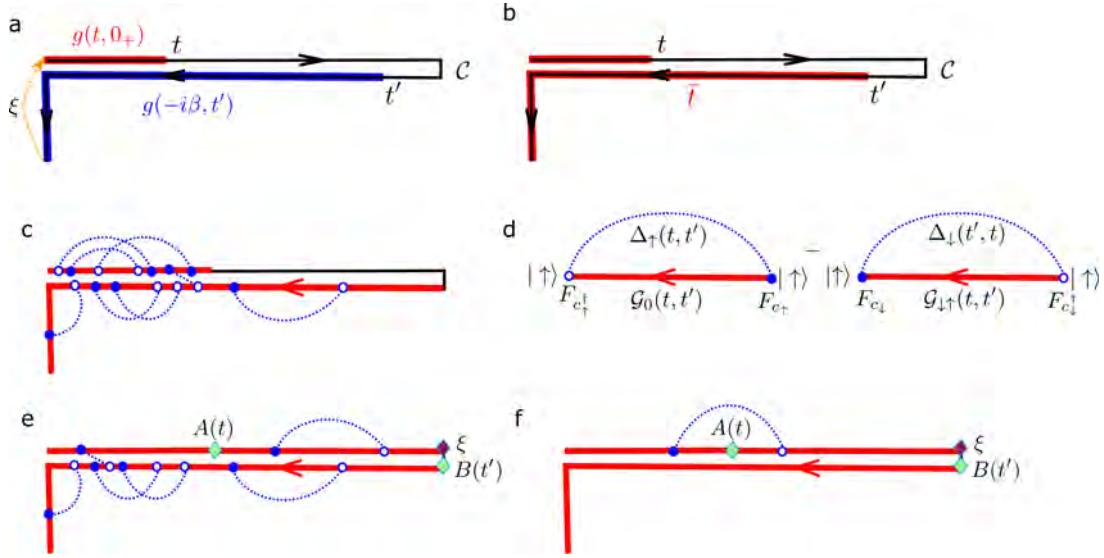 a
g(t, 0∓)
t
C
t′
g(−iβ, t′)
ξ
b
t
C
t̄
t′
c
d
Δ↑(t, t′)
|↑⟩
F_{c†↑}
G₀(t, t′)
F_{c↑}
|↑⟩
−
Δ↓(t′, t)
|↑⟩
F_{c↓}
G↓↑(t, t′)
F_{c†↓}
|↑⟩
e
A(t)
ξ
B(t′)
f
A(t)
ξ
B(t′)